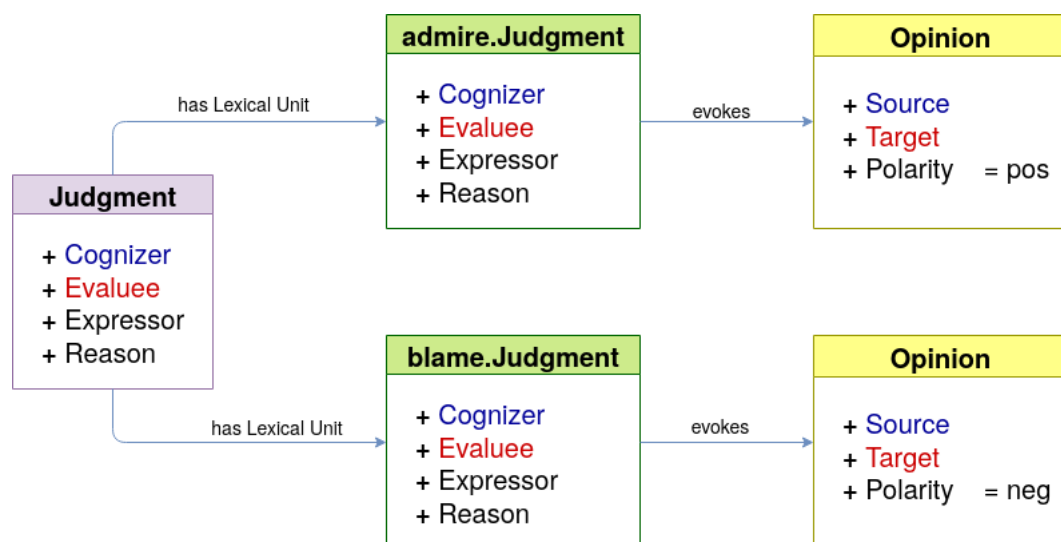 admire.Judgment
+ Cognizer
+ Evaluee
+ Expressor
+ Reason
Opinion
+ Source
+ Target
+ Polarity = pos
has Lexical Unit
evokes
Judgment
+ Cognizer
+ Evaluee
+ Expressor
+ Reason
blame.Judgment
+ Cognizer
+ Evaluee
+ Expressor
+ Reason
Opinion
+ Source
+ Target
+ Polarity = neg
has Lexical Unit
evokes